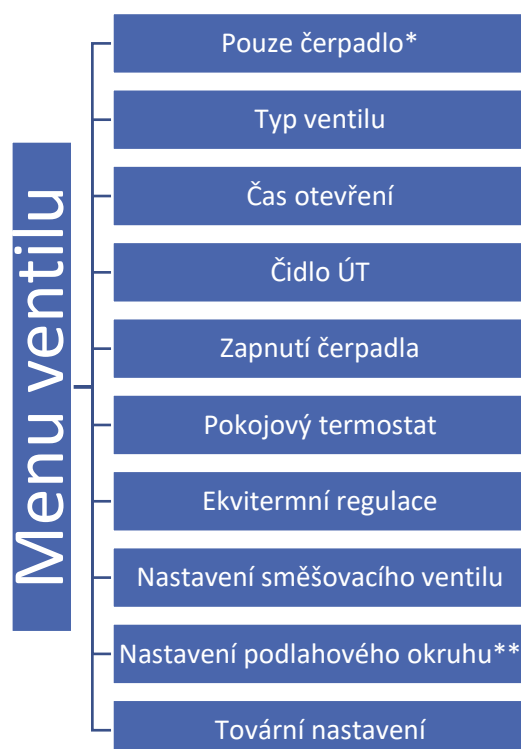 Menu ventilu
Pouze čerpadlo*
Typ ventilu
Čas otevření
Čidlo ÚT
Zapnutí čerpadla
Pokojový termostat
Ekvitermní regulace
Nastavení směšovacího ventilu
Nastavení podlahového okruhu**
Tovární nastavení